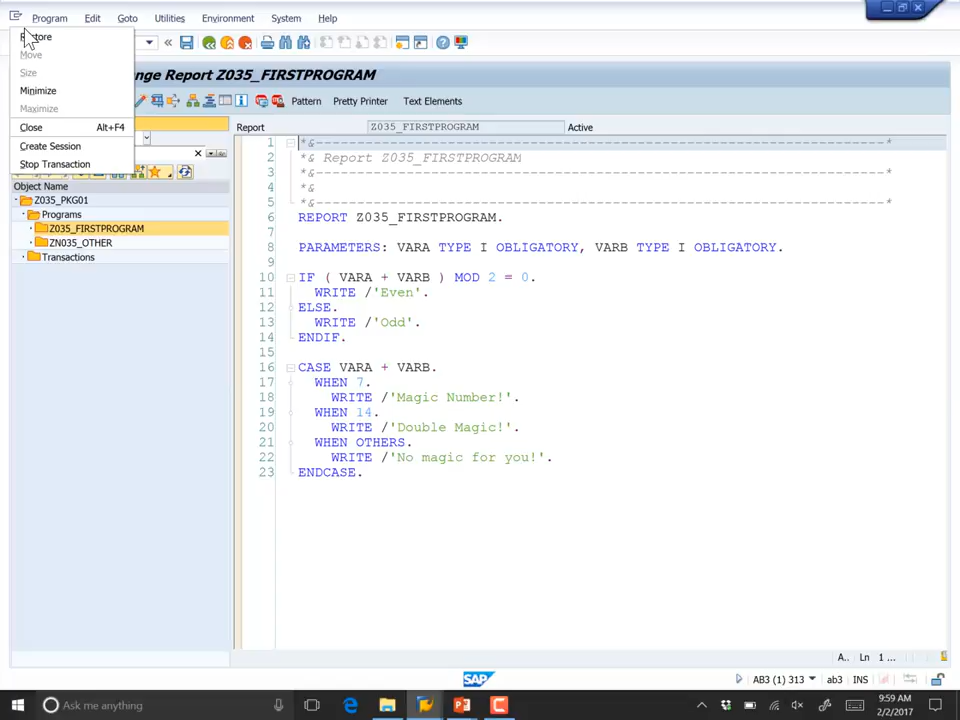 Program Edit Goto Utilities Environment System Help
Move
Size
Minimize
Maximize
Close Alt+F4
Create Session
Stop Transaction
nge Report Z035_FIRSTPROGRAM
Pattern Pretty Printer Text Elements
Report Z035_FIRSTPROGRAM Active
Object Name
Z035_PKG01
Programs
Z035_FIRSTPROGRAM
ZN035_OTHER
Transactions
1 *&---------------------------------------------------------------------*
2 *& Report Z035_FIRSTPROGRAM
3 *&---------------------------------------------------------------------*
4 *&
5 *&---------------------------------------------------------------------*
6 REPORT Z035_FIRSTPROGRAM.
7
8 PARAMETERS: VARA TYPE I OBLIGATORY, VARB TYPE I OBLIGATORY.
9
10 IF ( VARA + VARB ) MOD 2 = 0.
11 WRITE /'Even'.
12 ELSE.
13 WRITE /'Odd'.
14 ENDIF.
15
16 CASE VARA + VARB.
17 WHEN 7.
18 WRITE /'Magic Number!'.
19 WHEN 14.
20 WRITE /'Double Magic!'.
21 WHEN OTHERS.
22 WRITE /'No magic for you!'.
23 ENDCASE.
A.. Ln 1 ...
SAP
AB3 (1) 313 ab3 INS
Ask me anything
9:59 AM
2/2/2017